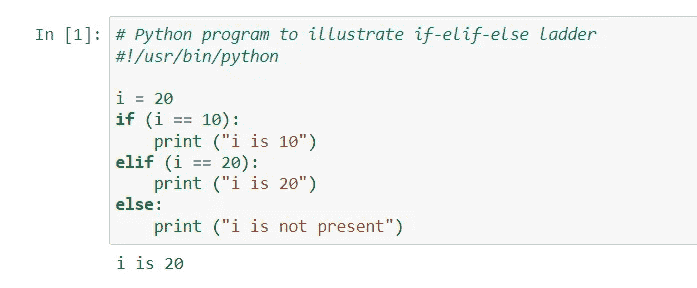 In [1]: # Python program to illustrate if-elif-else ladder
#!/usr/bin/python

i = 20
if (i == 10):
    print ("i is 10")
elif (i == 20):
    print ("i is 20")
else:
    print ("i is not present")
i is 20